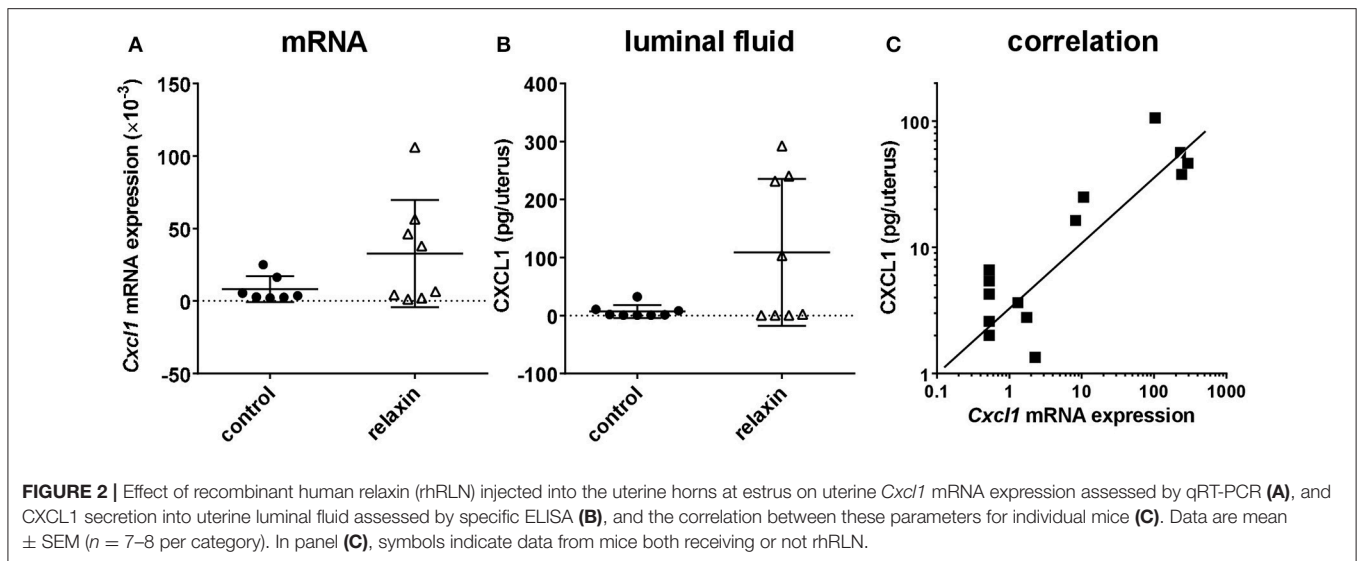 A mRNA
Cxcl1 mRNA expression (×10⁻³)
150
100
50
0
-50
control
relaxin
B luminal fluid
CXCL1 (pg/uterus)
400
300
200
100
0
-100
control
relaxin
C correlation
CXCL1 (pg/uterus)
100
10
1
0.1 1 10 100 1000
Cxcl1 mRNA expression
FIGURE 2 | Effect of recombinant human relaxin (rhRLN) injected into the uterine horns at estrus on uterine Cxcl1 mRNA expression assessed by qRT-PCR (A), and
CXCL1 secretion into uterine luminal fluid assessed by specific ELISA (B), and the correlation between these parameters for individual mice (C). Data are mean
± SEM (n = 7–8 per category). In panel (C), symbols indicate data from mice both receiving or not rhRLN.